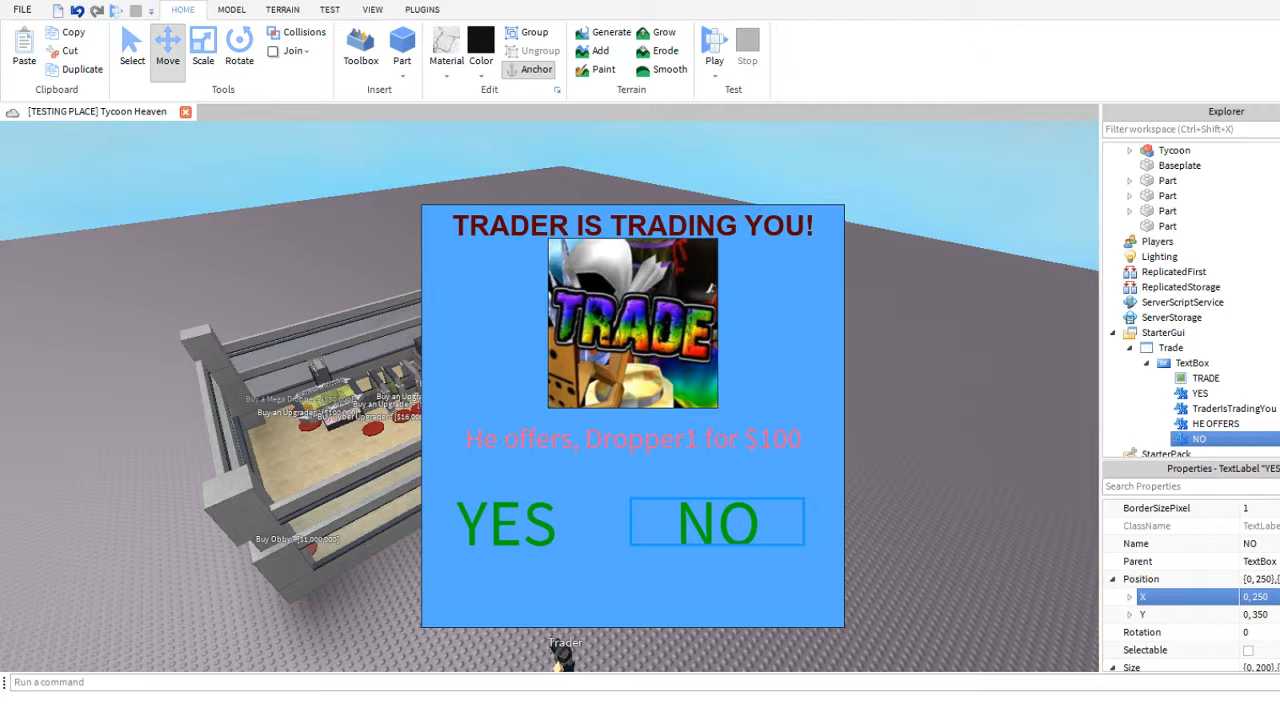 FILE HOME MODEL TERRAIN TEST VIEW PLUGINS
Paste Copy Cut Duplicate Clipboard
Select Move Scale Rotate Collisions Join Tools
Toolbox Part Insert
Material Color Group Ungroup Anchor Edit
Generate Grow Add Erode Paint Smooth Terrain
Play Stop Test
[TESTING PLACE] Tycoon Heaven
TRADER IS TRADING YOU!
TRADE
He offers, Dropper1 for $100
YES NO
Buy Obby - [$1,000,000]
Trader
Explorer
Filter workspace (Ctrl+Shift+X)
Tycoon
Baseplate
Part
Part
Part
Part
Players
Lighting
ReplicatedFirst
ReplicatedStorage
ServerScriptService
ServerStorage
StarterGui
Trade
TextBox
TRADE
YES
TraderIsTradingYou
HE OFFERS
NO
StarterPack
Properties - TextLabel "YES
Search Properties
BorderSizePixel 1
ClassName TextLabe
Name NO
Parent TextBox
Position {0, 250},{
X 0, 250
Y 0, 350
Rotation 0
Selectable
Size {0, 200},{
Run a command